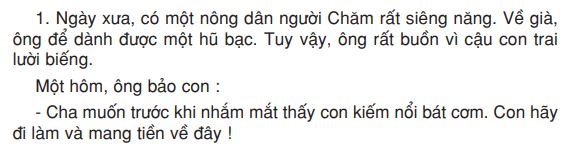 1. Ngày xưa, có một nông dân người Chăm rất siêng năng. Về già,
ông để dành được một hũ bạc. Tuy vậy, ông rất buồn vì cậu con trai
lười biếng.
Một hôm, ông bảo con :
- Cha muốn trước khi nhắm mắt thấy con kiếm nổi bát cơm. Con hãy
đi làm và mang tiền về đây !